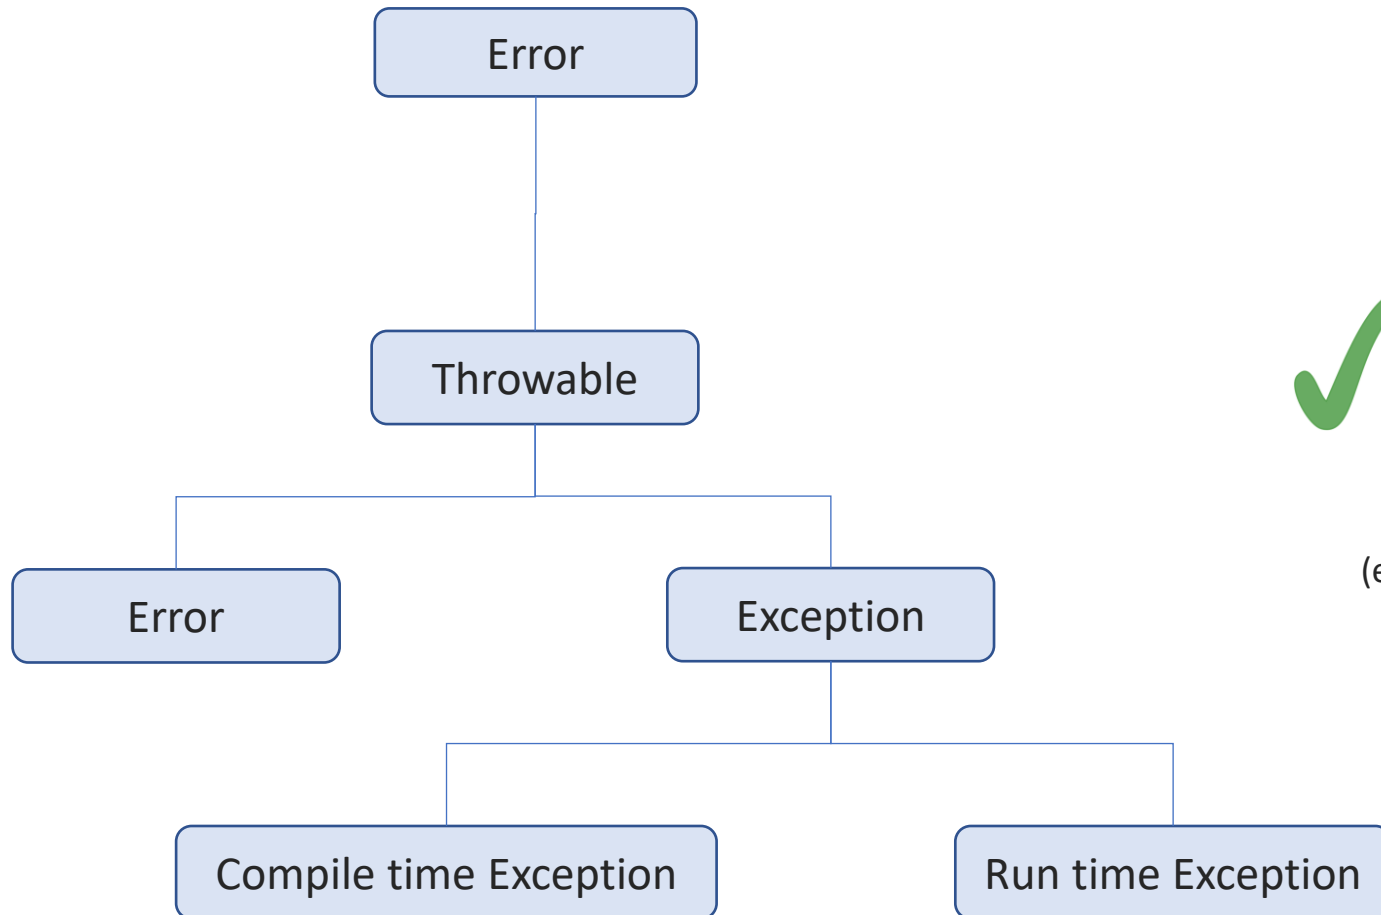 Error
Throwable
(e
Error
Exception
Compile time Exception
Run time Exception